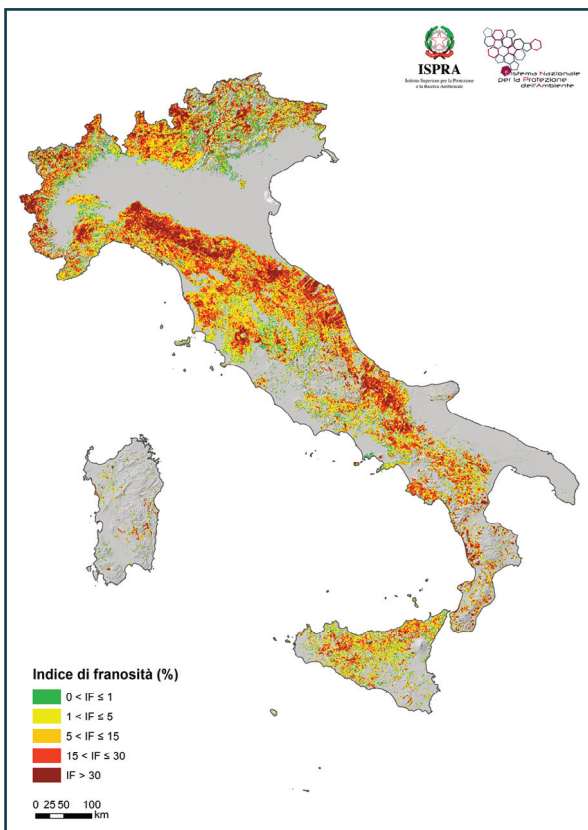 ISPRA
Istituto Superiore per la Protezione
e la Ricerca Ambientale
Sistema Nazionale
per la Protezione
dell'Ambiente
Indice di franosità (%)
0 < IF ≤ 1
1 < IF ≤ 5
5 < IF ≤ 15
15 < IF ≤ 30
IF > 30
0 25 50 100
km